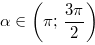 α ∈ (π; 3π/2)